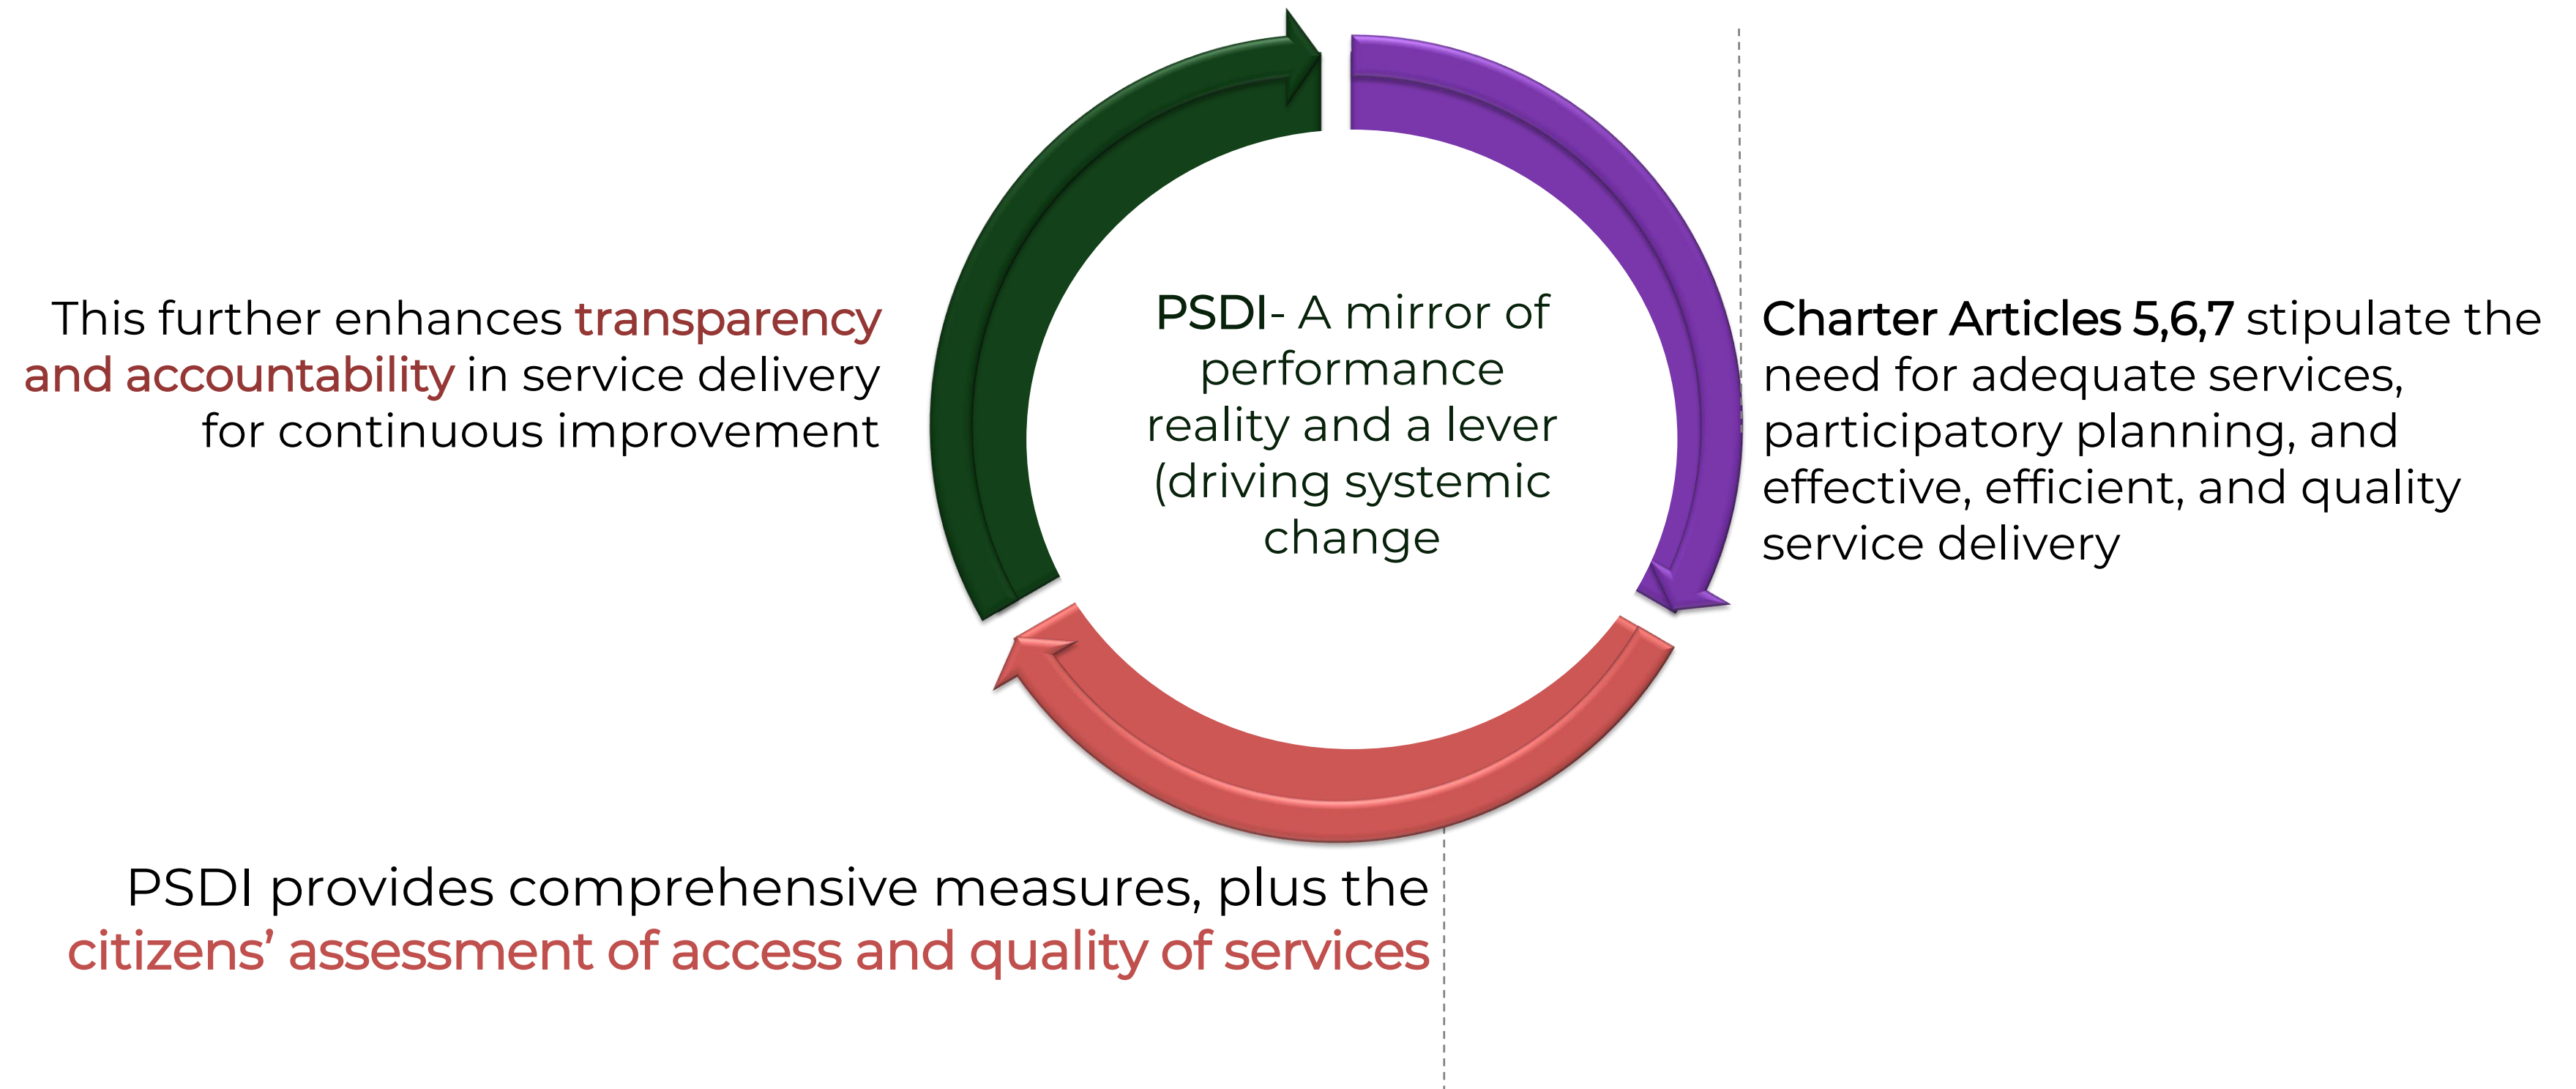 PSDI- A mirror of
performance
reality and a lever
(driving systemic
change
Charter Articles 5,6,7 stipulate the
need for adequate services,
participatory planning, and
effective, efficient, and quality
service delivery
PSDI provides comprehensive measures, plus the
citizens’ assessment of access and quality of services
This further enhances transparency
and accountability in service delivery
for continuous improvement